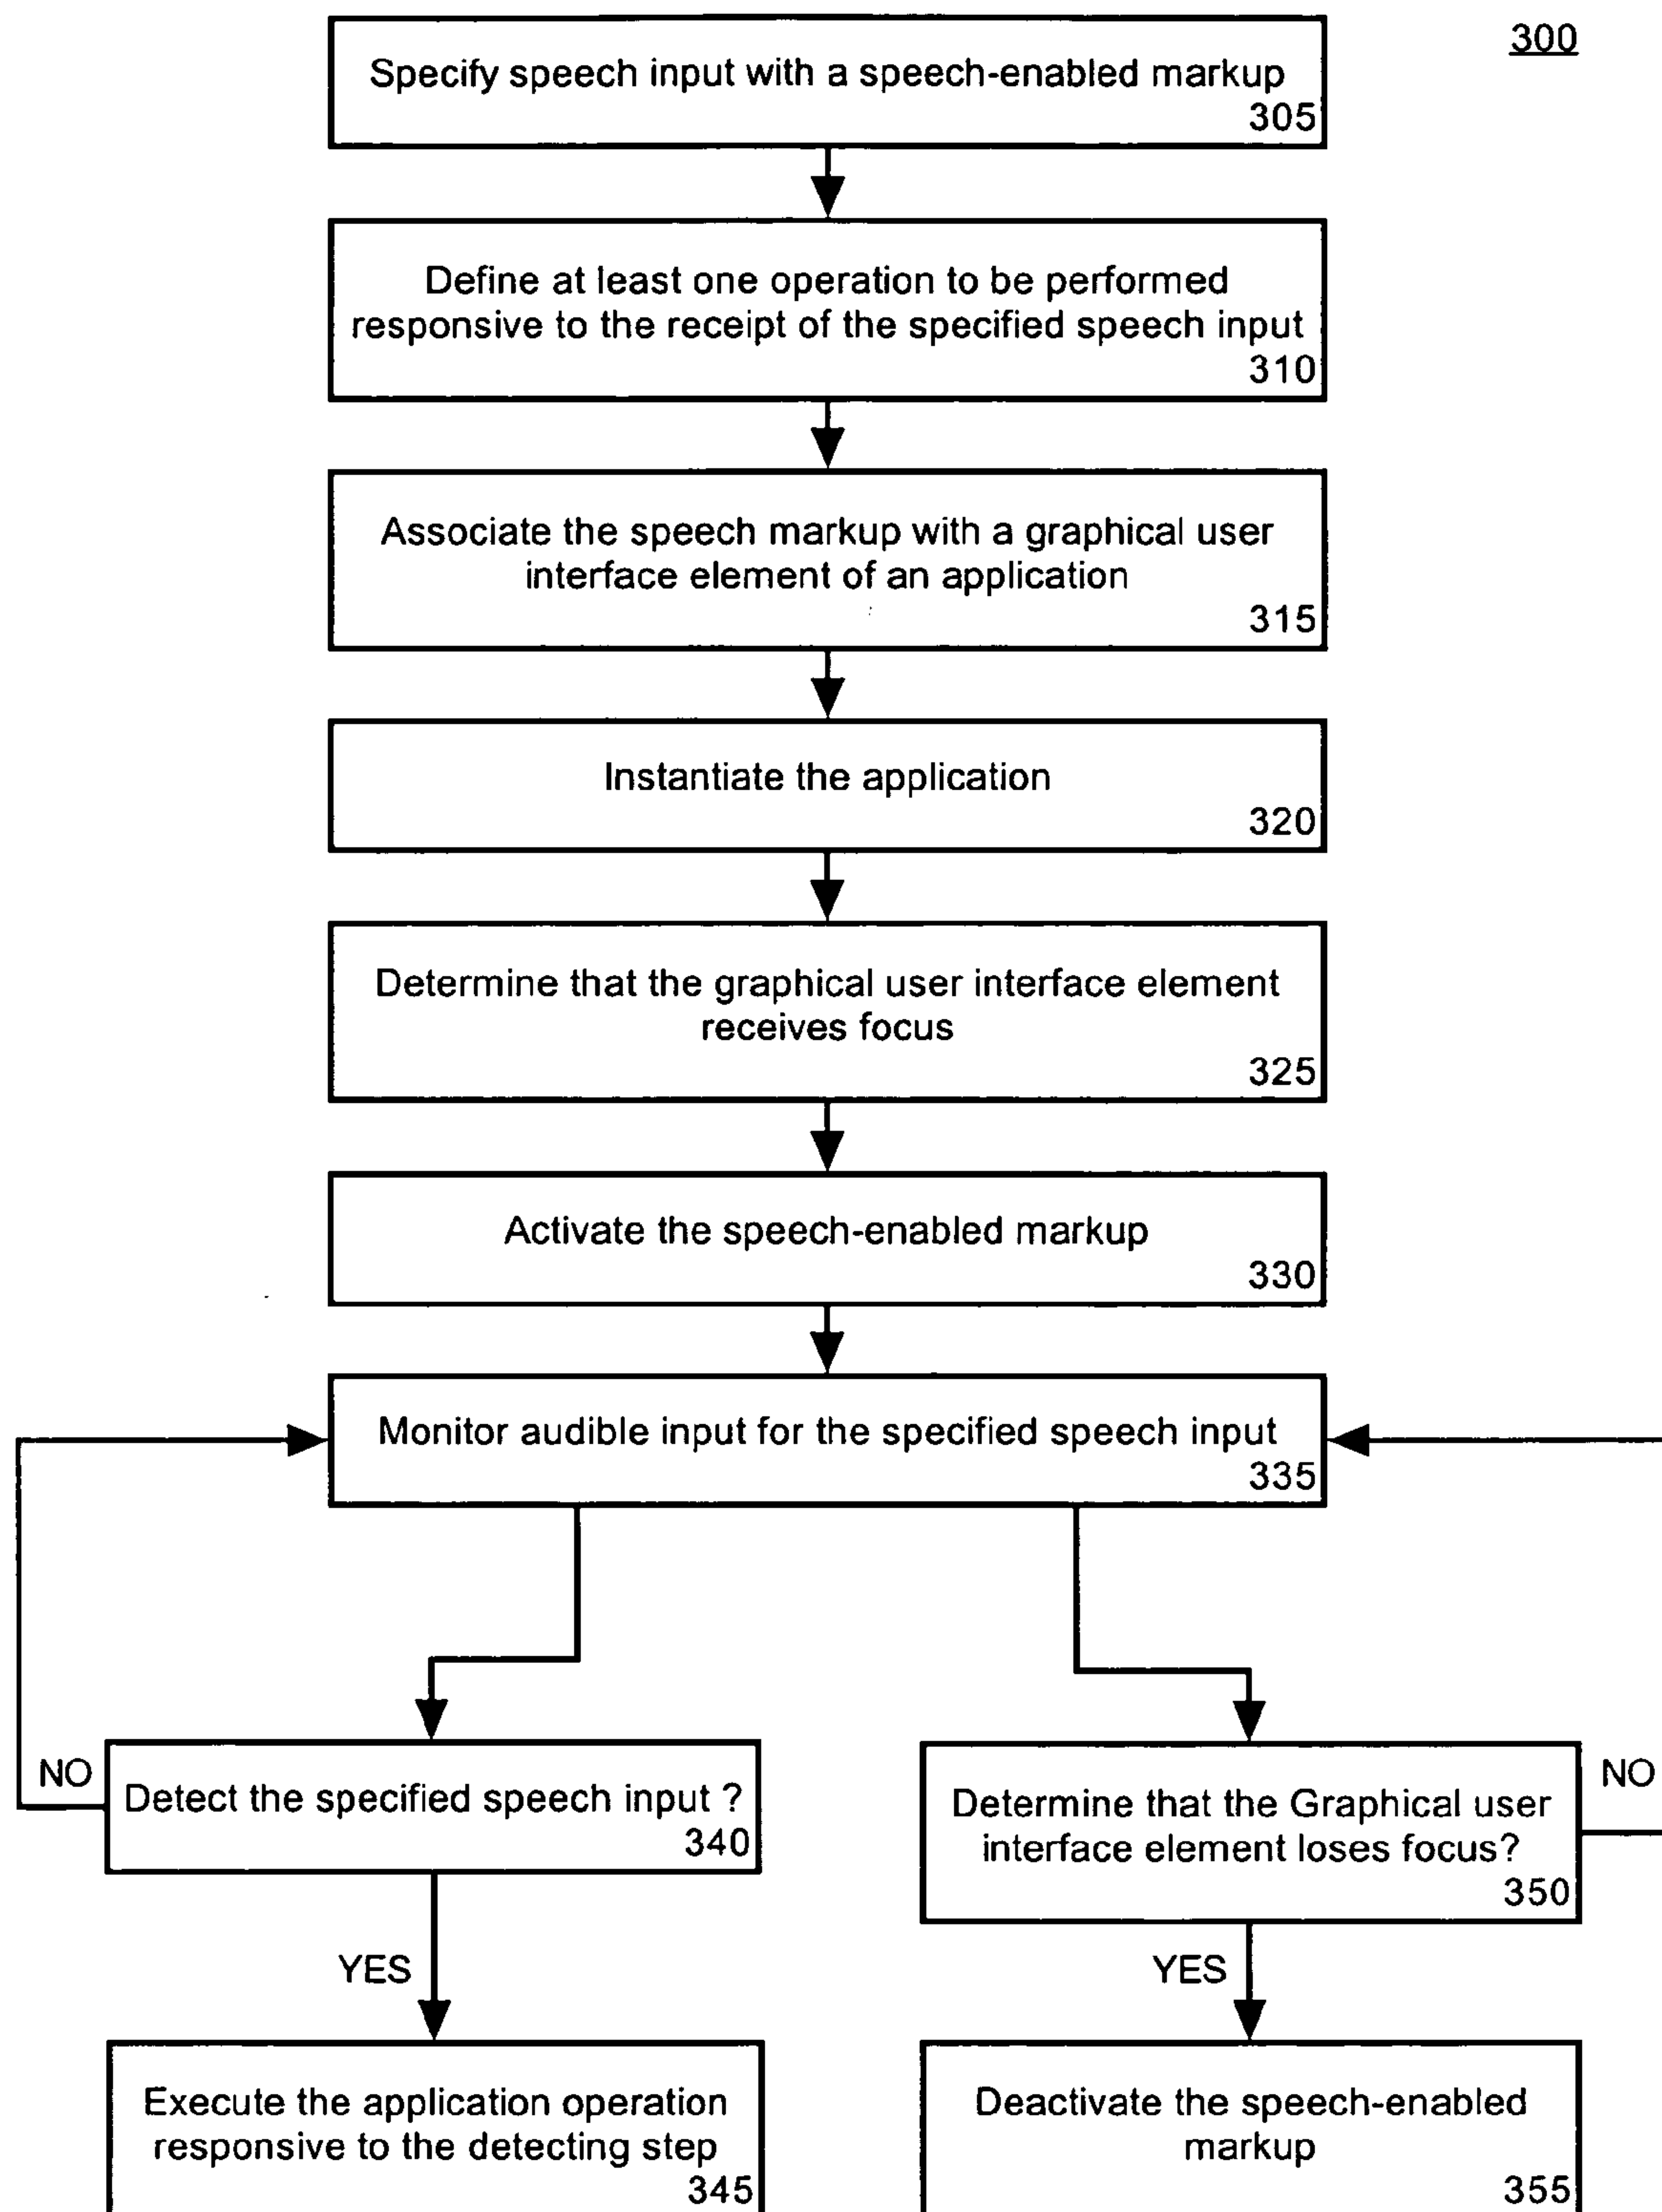 300
Specify speech input with a speech-enabled markup
305
Define at least one operation to be performed
responsive to the receipt of the specified speech input
310
Associate the speech markup with a graphical user
interface element of an application
315
Instantiate the application
320
Determine that the graphical user interface element
receives focus
325
Activate the speech-enabled markup
330
Monitor audible input for the specified speech input
335
NO
Detect the specified speech input ?
340
Determine that the Graphical user
interface element loses focus?
350
NO
YES
YES
Execute the application operation
responsive to the detecting step
345
Deactivate the speech-enabled
markup
355